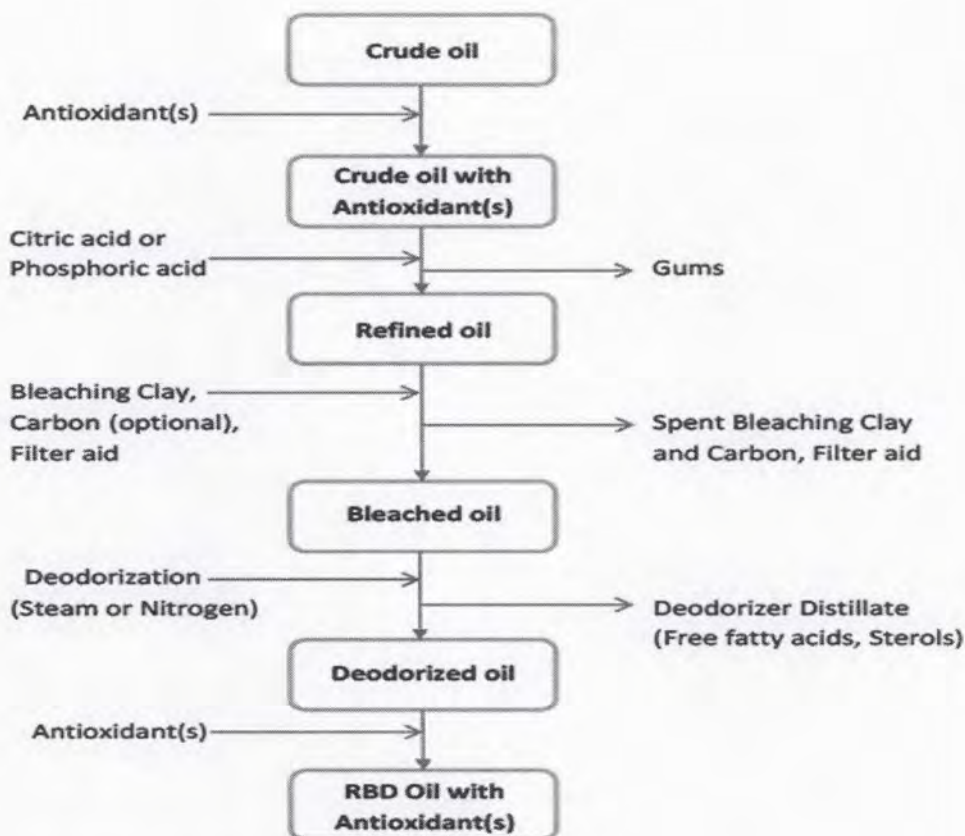 Crude oil
Antioxidant(s)
Crude oil with
Antioxidant(s)
Citric acid or
Phosphoric acid
Gums
Refined oil
Bleaching Clay,
Carbon (optional),
Filter aid
Spent Bleaching Clay
and Carbon, Filter aid
Bleached oil
Deodorization
(Steam or Nitrogen)
Deodorizer Distillate
(Free fatty acids, Sterols)
Deodorized oil
Antioxidant(s)
RBD Oil with
Antioxidant(s)